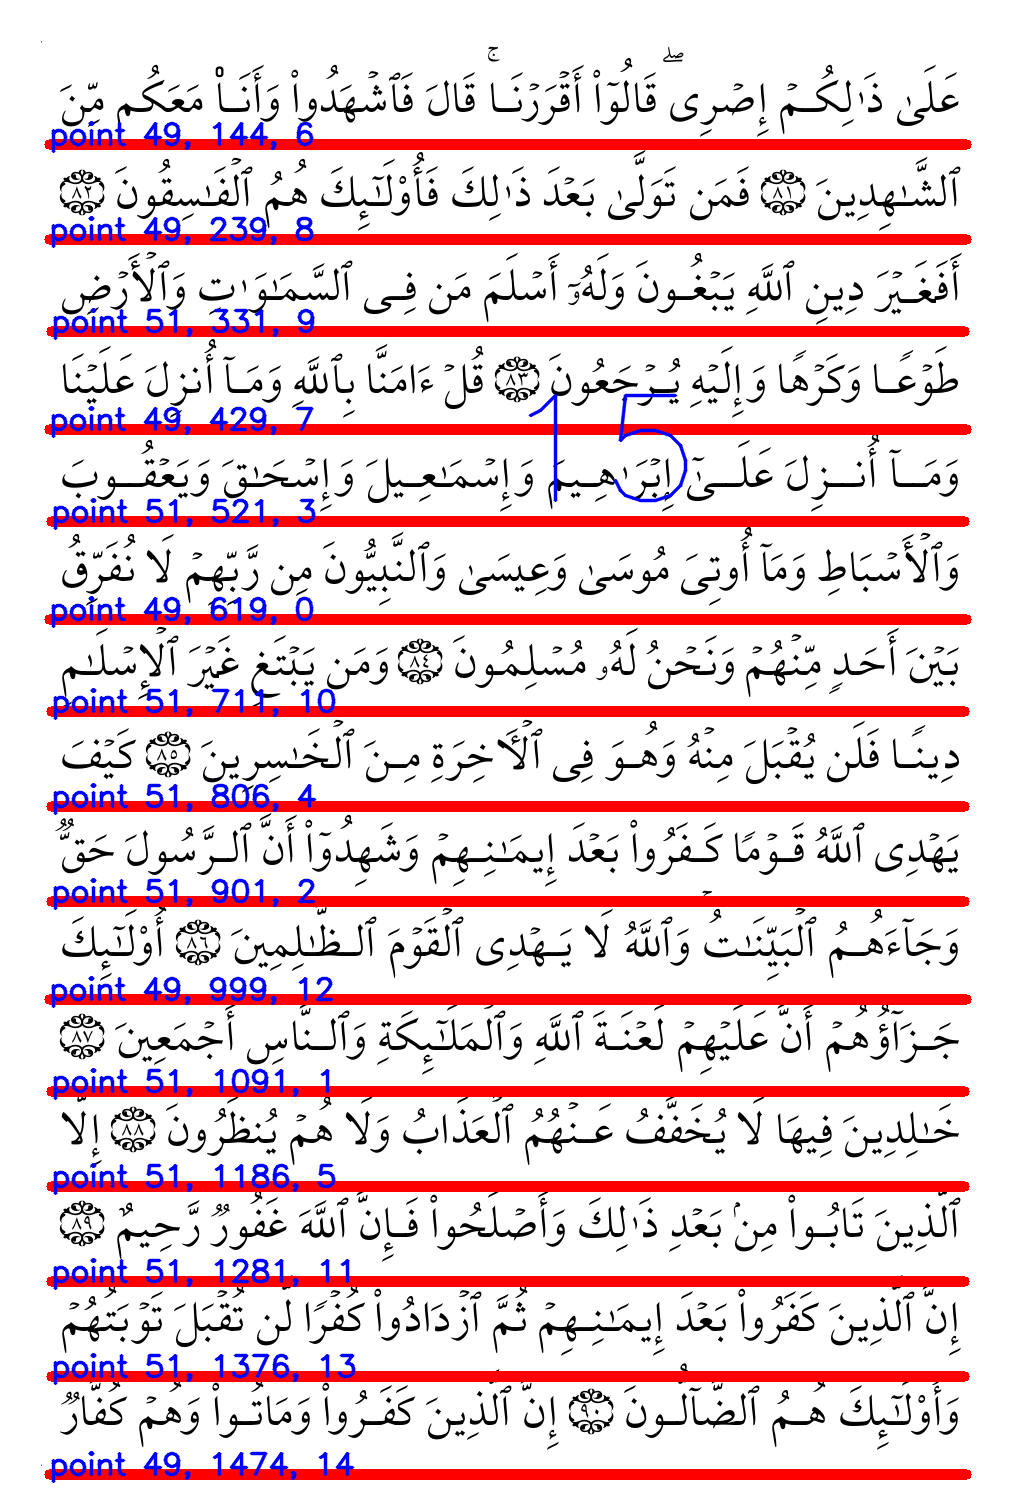 عَلَىٰ ذَٰلِكُمْ إِصْرِى ۖ قَالُوٓا۟ أَقْرَرْنَا ۚ قَالَ فَٱشْهَدُوا۟ وَأَنَا۠ مَعَكُم مِّنَ
point 49, 144, 6
ٱلشَّـٰهِدِينَ ٨١ فَمَن تَوَلَّىٰ بَعْدَ ذَٰلِكَ فَأُو۟لَـٰٓئِكَ هُمُ ٱلْفَـٰسِقُونَ ٨٢
point 49, 239, 8
أَفَغَيْرَ دِينِ ٱللَّهِ يَبْغُونَ وَلَهُۥٓ أَسْلَمَ مَن فِى ٱلسَّمَـٰوَٰتِ وَٱلْأَرْضِ
point 51, 331, 9
طَوْعًا وَكَرْهًا وَإِلَيْهِ يُرْجَعُونَ ٨٣ قُلْ ءَامَنَّا بِٱللَّهِ وَمَآ أُنزِلَ عَلَيْنَا
point 49, 429, 7
15
وَمَآ أُنزِلَ عَلَىٰٓ إِبْرَٰهِيمَ وَإِسْمَـٰعِيلَ وَإِسْحَـٰقَ وَيَعْقُوبَ
point 51, 521, 3
وَٱلْأَسْبَاطِ وَمَآ أُوتِىَ مُوسَىٰ وَعِيسَىٰ وَٱلنَّبِيُّونَ مِن رَّبِّهِمْ لَا نُفَرِّقُ
point 49, 619, 0
بَيْنَ أَحَدٍ مِّنْهُمْ وَنَحْنُ لَهُۥ مُسْلِمُونَ ٨٤ وَمَن يَبْتَغِ غَيْرَ ٱلْإِسْلَـٰمِ
point 51, 711, 10
دِينًا فَلَن يُقْبَلَ مِنْهُ وَهُوَ فِى ٱلْـَٔاخِرَةِ مِنَ ٱلْخَـٰسِرِينَ ٨٥ كَيْفَ
point 51, 806, 4
يَهْدِى ٱللَّهُ قَوْمًا كَفَرُوا۟ بَعْدَ إِيمَـٰنِهِمْ وَشَهِدُوٓا۟ أَنَّ ٱلرَّسُولَ حَقٌّ
point 51, 901, 2
وَجَآءَهُمُ ٱلْبَيِّنَـٰتُ ۚ وَٱللَّهُ لَا يَهْدِى ٱلْقَوْمَ ٱلظَّـٰلِمِينَ ٨٦ أُو۟لَـٰٓئِكَ
point 49, 999, 12
جَزَآؤُهُمْ أَنَّ عَلَيْهِمْ لَعْنَةَ ٱللَّهِ وَٱلْمَلَـٰٓئِكَةِ وَٱلنَّاسِ أَجْمَعِينَ ٨٧
point 51, 1091, 1
خَـٰلِدِينَ فِيهَا لَا يُخَفَّفُ عَنْهُمُ ٱلْعَذَابُ وَلَا هُمْ يُنظَرُونَ ٨٨ إِلَّا
point 51, 1186, 5
ٱلَّذِينَ تَابُوا۟ مِنۢ بَعْدِ ذَٰلِكَ وَأَصْلَحُوا۟ فَإِنَّ ٱللَّهَ غَفُورٌ رَّحِيمٌ ٨٩
point 51, 1281, 11
إِنَّ ٱلَّذِينَ كَفَرُوا۟ بَعْدَ إِيمَـٰنِهِمْ ثُمَّ ٱزْدَادُوا۟ كُفْرًا لَّن تُقْبَلَ تَوْبَتُهُمْ
point 51, 1376, 13
وَأُو۟لَـٰٓئِكَ هُمُ ٱلضَّآلُّونَ ٩٠ إِنَّ ٱلَّذِينَ كَفَرُوا۟ وَمَاتُوا۟ وَهُمْ كُفَّارٌ
point 49, 1474, 14